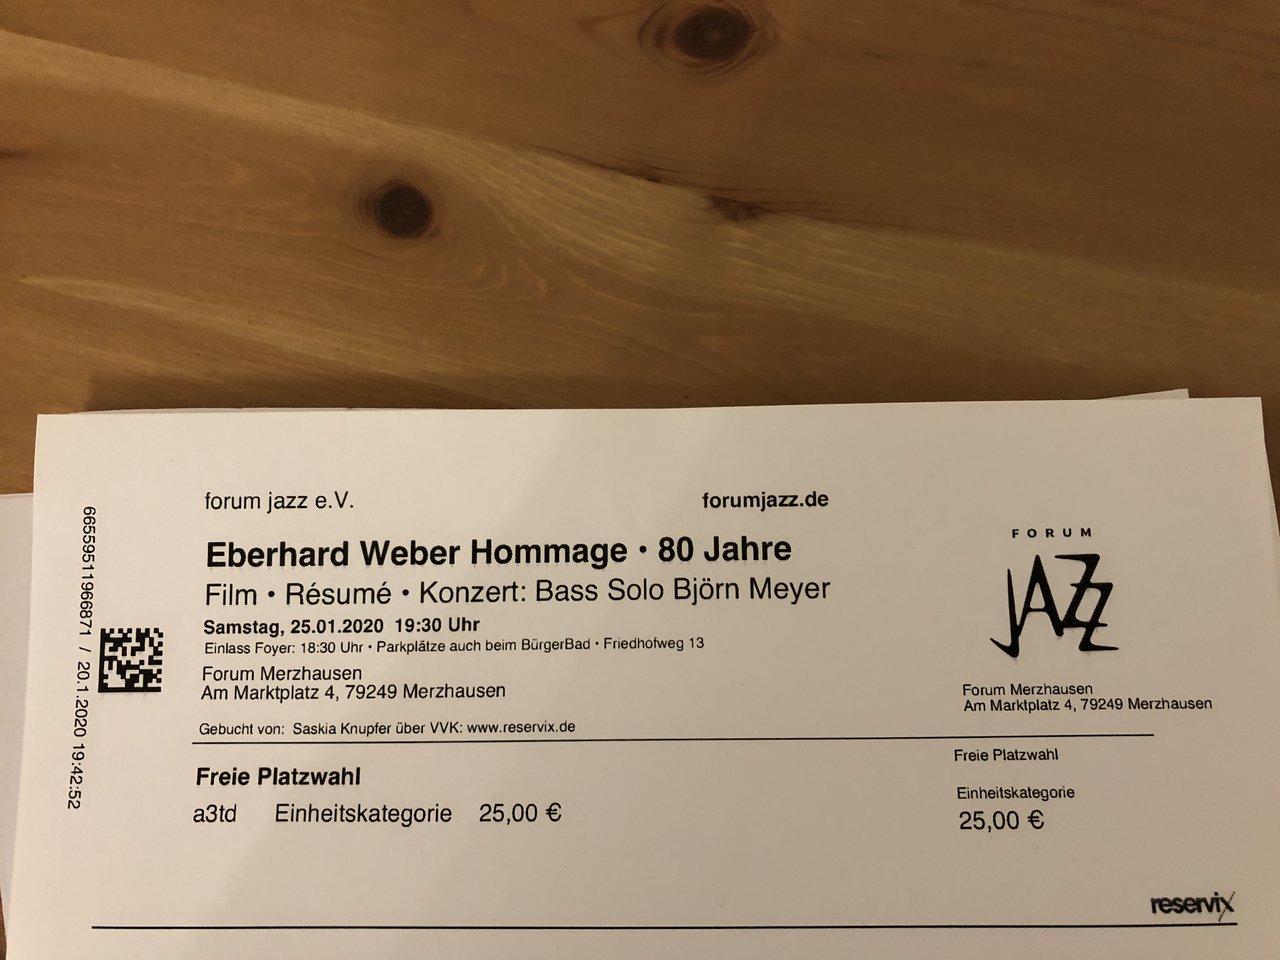 forum jazz e.V.
forumjazz.de
Eberhard Weber Hommage · 80 Jahre
Film • Résumé • Konzert: Bass Solo Björn Meyer
Samstag, 25.01.2020 19:30 Uhr
Einlass Foyer: 18:30 Uhr • Parkplätze auch beim BürgerBad • Friedhofweg 13
Forum Merzhausen
Am Marktplatz 4, 79249 Merzhausen
Gebucht von: Saskia Knupfer über VVK: www.reservix.de
Freie Platzwahl
a3td Einheitskategorie 25,00 €
6655951196687​1 / 20.1.2020 19:42:52
FORUM
JAZZ
Forum Merzhausen
Am Marktplatz 4, 79249 Merzhausen
Freie Platzwahl
Einheitskategorie
25,00 €
reservix